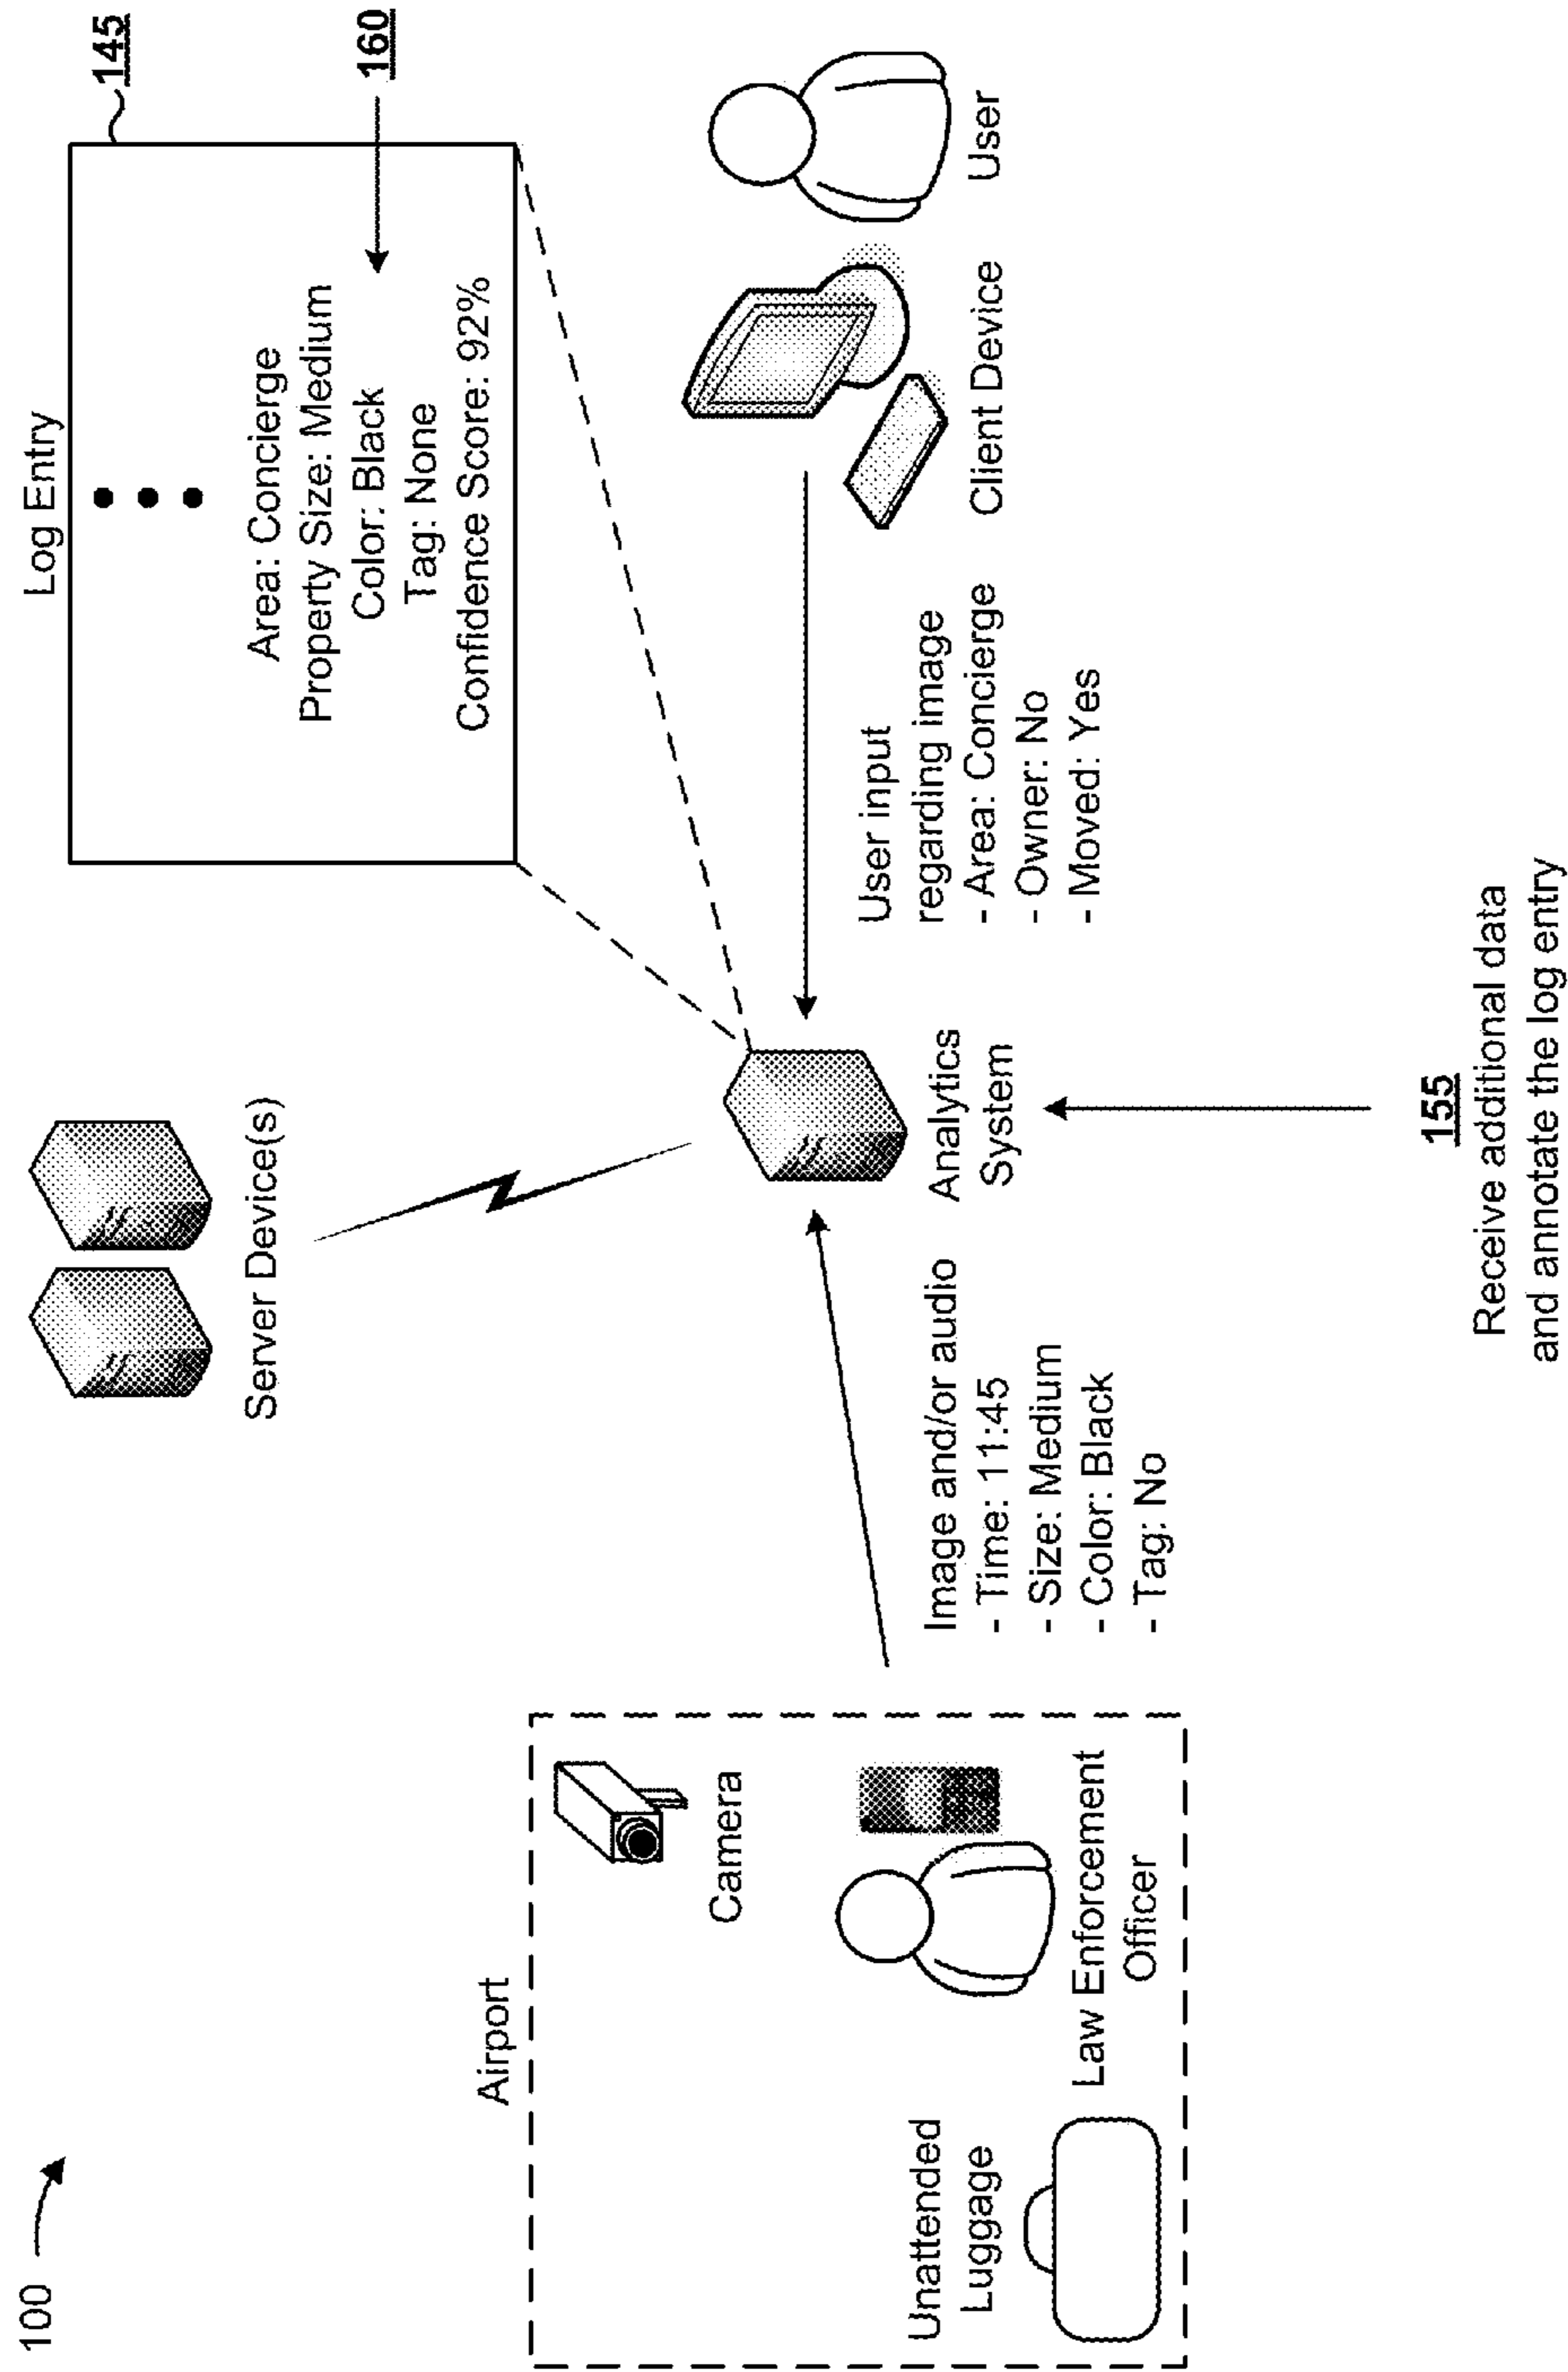 100
Server Device(s)
Log Entry
145
Area: Concierge
Property Size: Medium
Color: Black
Tag: None
Confidence Score: 92%
160
Airport
Camera
Unattended
Luggage
Law Enforcement
Officer
Image and/or audio
- Time: 11:45
- Size: Medium
- Color: Black
- Tag: No
Analytics
System
User input
regarding image
- Area: Concierge
- Owner: No
- Moved: Yes
Client Device
User
155
Receive additional data
and annotate the log entry